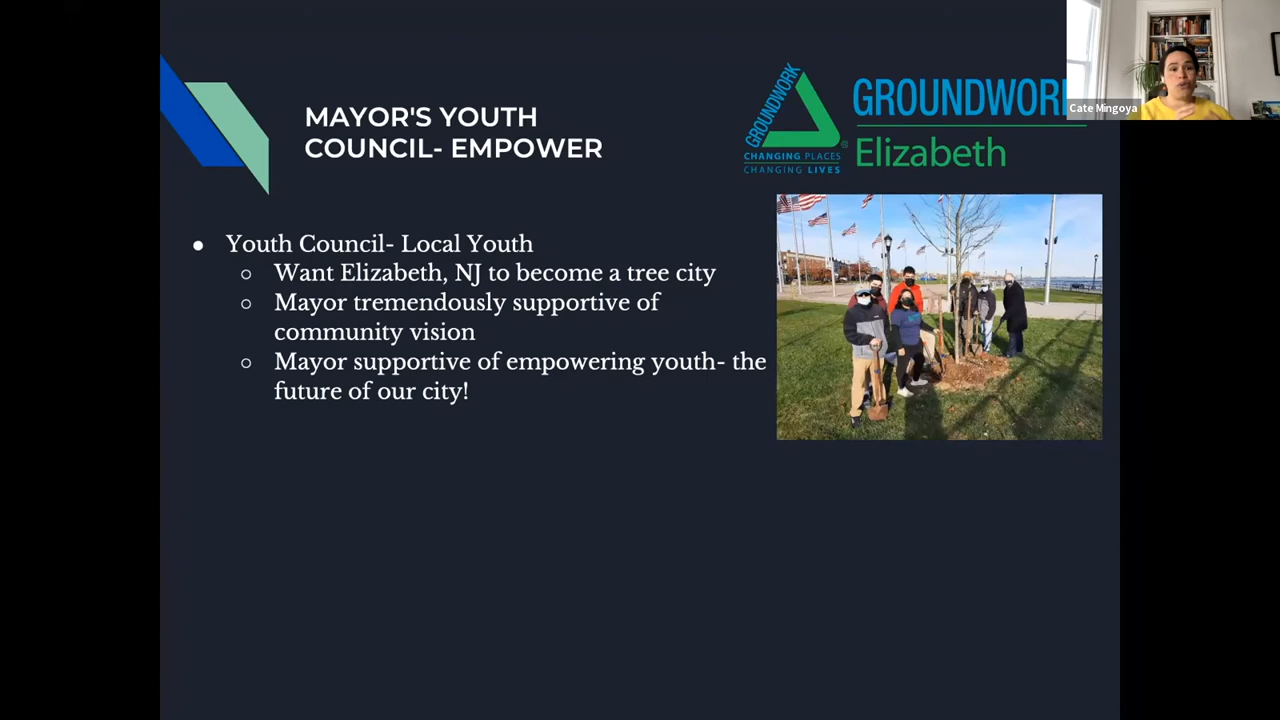 MAYOR'S YOUTH
COUNCIL- EMPOWER
GROUNDWORK
CHANGING PLACES
CHANGING LIVES
®
GROUNDWOR
Elizabeth
Cate Mingoya
● Youth Council- Local Youth
○ Want Elizabeth, NJ to become a tree city
○ Mayor tremendously supportive of
community vision
○ Mayor supportive of empowering youth- the
future of our city!